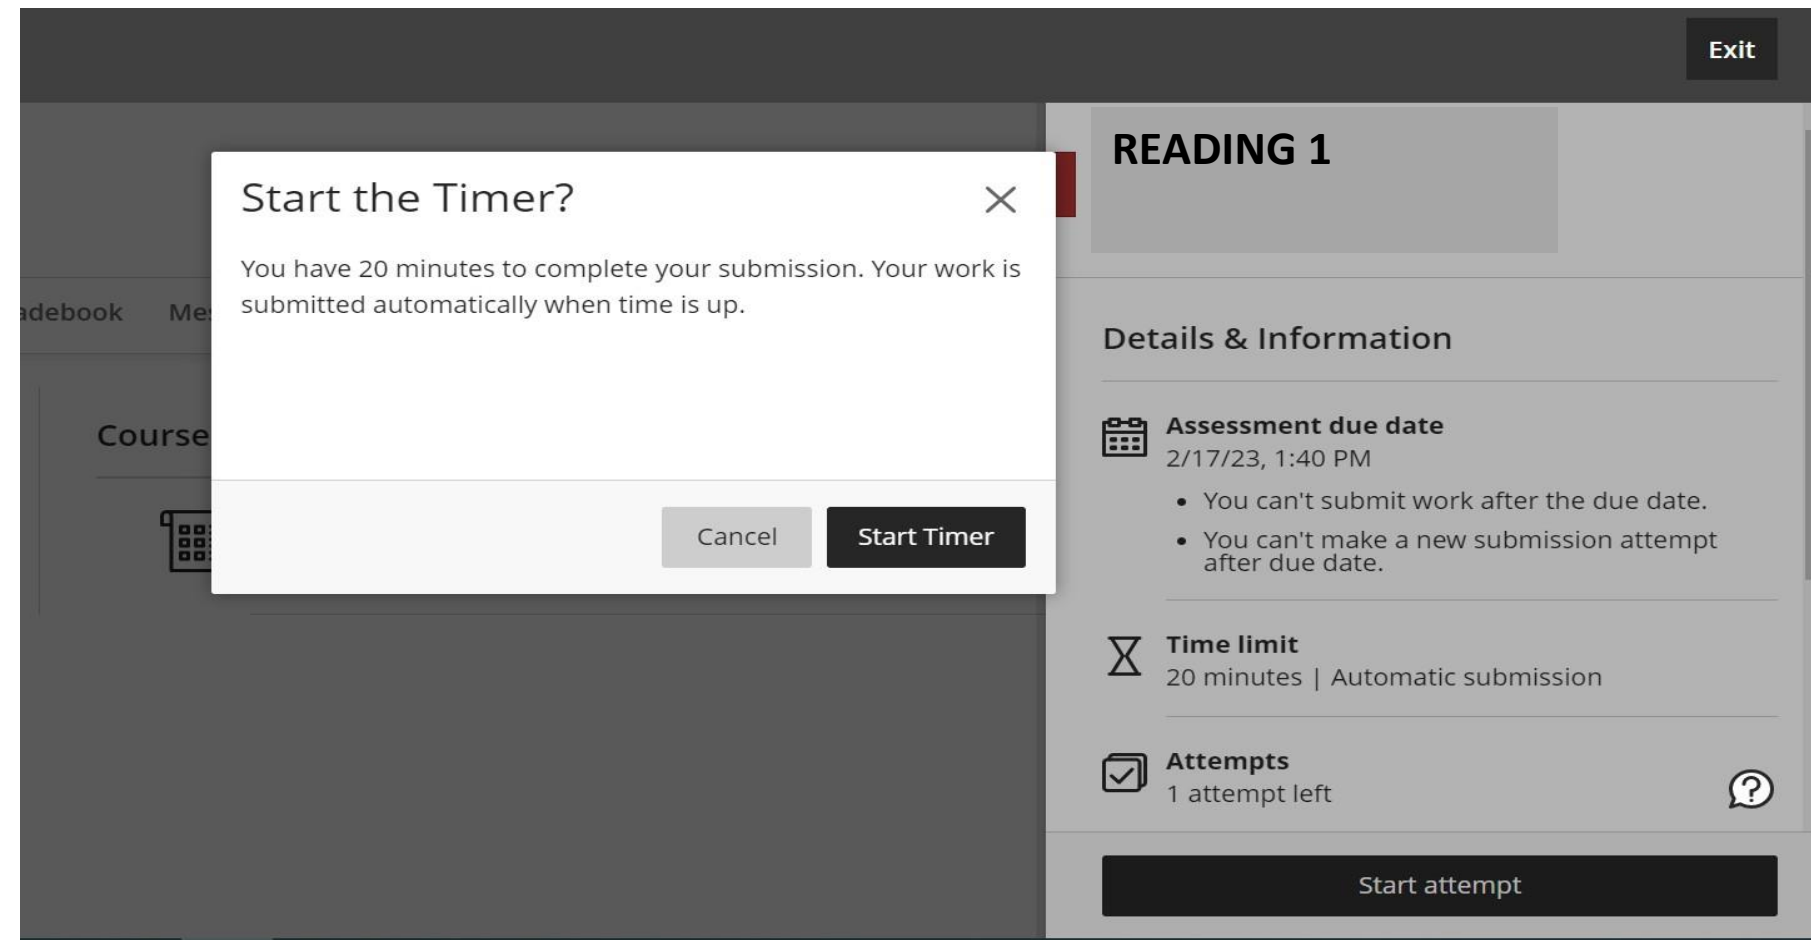 Exit
READING 1
Start the Timer?
You have 20 minutes to complete your submission. Your work is
submitted automatically when time is up.
adebook Mes
Course
Cancel Start Timer
Details & Information
Assessment due date
2/17/23, 1:40 PM
• You can't submit work after the due date.
• You can't make a new submission attempt
after due date.
Time limit
20 minutes | Automatic submission
Attempts
1 attempt left
Start attempt